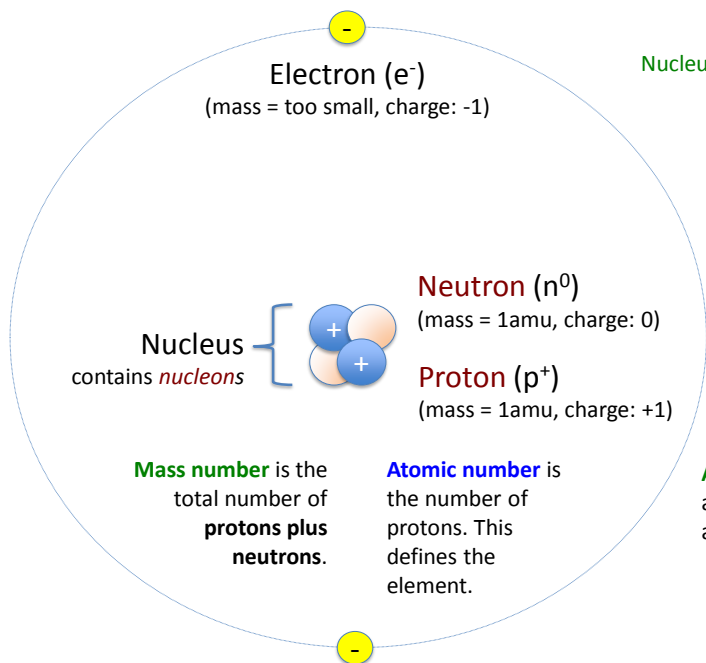 -
Electron (e⁻)
(mass = too small, charge: -1)
Nucleu
Neutron (n⁰)
(mass = 1amu, charge: 0)
+
+
Nucleus
contains nucleons
Proton (p⁺)
(mass = 1amu, charge: +1)
Mass number is the
total number of
protons plus
neutrons.
Atomic number is
the number of
protons. This
defines the
element.
A
a
a
-